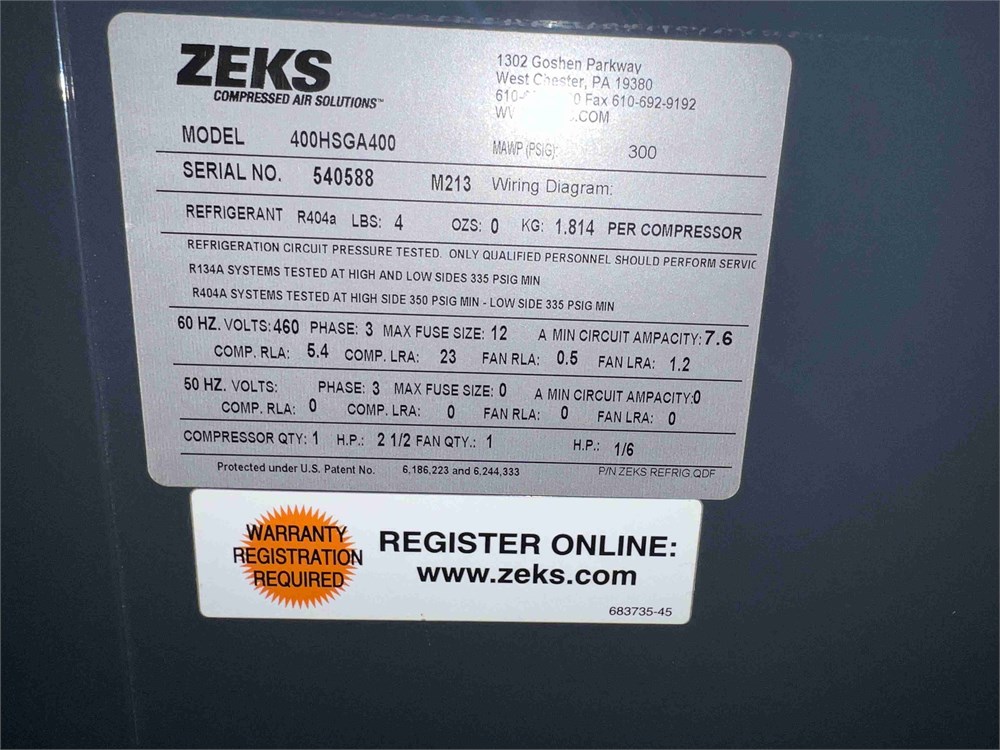 ZEKS
COMPRESSED AIR SOLUTIONS™
1302 Goshen Parkway
West Chester, PA 19380
Fax 610-692-9192
.COM
MODEL 400HSGA400
MAWP (PSIG): 300
SERIAL NO. 540588 M213 Wiring Diagram:
REFRIGERANT R404a LBS: 4 OZS: 0 KG: 1.814 PER COMPRESSOR
REFRIGERATION CIRCUIT PRESSURE TESTED. ONLY QUALIFIED PERSONNEL SHOULD PERFORM SERVIC
R134A SYSTEMS TESTED AT HIGH AND LOW SIDES 335 PSIG MIN
R404A SYSTEMS TESTED AT HIGH SIDE 350 PSIG MIN - LOW SIDE 335 PSIG MIN
60 HZ. VOLTS: 460 PHASE: 3 MAX FUSE SIZE: 12 A MIN CIRCUIT AMPACITY: 7.6
COMP. RLA: 5.4 COMP. LRA: 23 FAN RLA: 0.5 FAN LRA: 1.2
50 HZ. VOLTS: PHASE: 3 MAX FUSE SIZE: 0 A MIN CIRCUIT AMPACITY: 0
COMP. RLA: 0 COMP. LRA: 0 FAN RLA: 0 FAN LRA: 0
COMPRESSOR QTY: 1 H.P.: 2 1/2 FAN QTY.: 1 H.P.: 1/6
Protected under U.S. Patent No. 6,186,223 and 6,244,333 P/N ZEKS REFRIG.QDF
WARRANTY
REGISTRATION
REQUIRED
REGISTER ONLINE:
www.zeks.com
683735-45